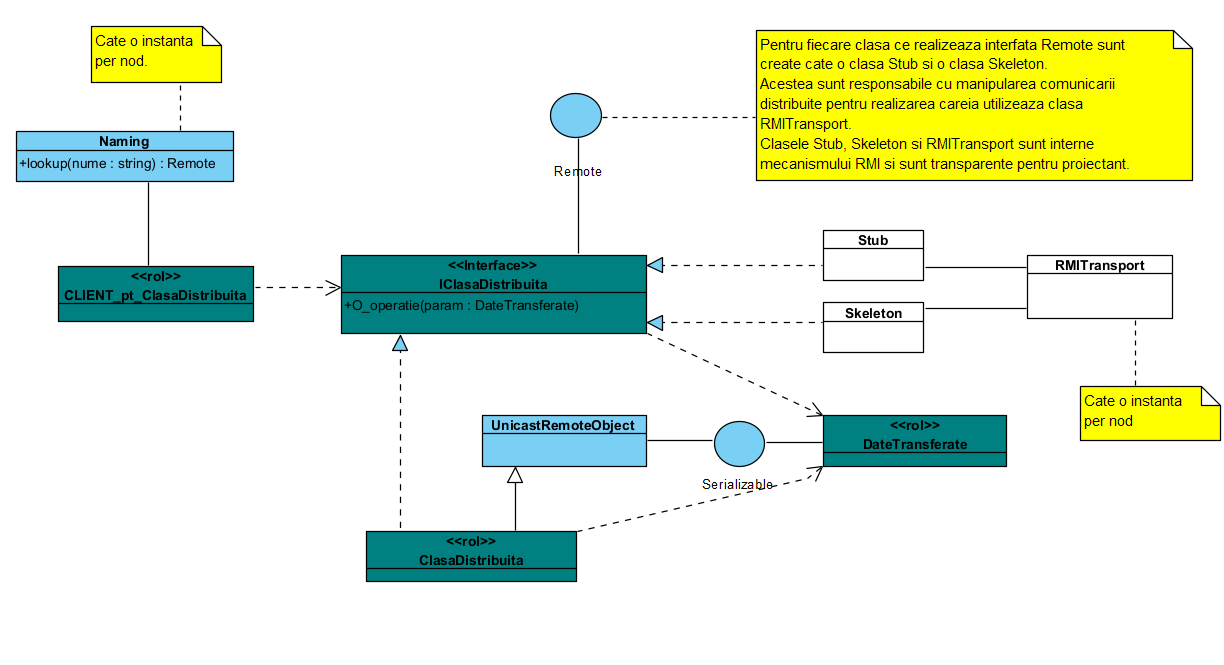 Cate o instanta
per nod.
Pentru fiecare clasa ce realizeaza interfata Remote sunt
create cate o clasa Stub si o clasa Skeleton.
Acestea sunt responsabile cu manipularea comunicarii
distribuite pentru realizarea careia utilizeaza clasa
RMITransport.
Clasele Stub, Skeleton si RMITransport sunt interne
mecanismului RMI si sunt transparente pentru proiectant.
Naming
+lookup(nume : string) : Remote
Remote
<<rol>>
CLIENT_pt_ClasaDistribuita
<<Interface>>
IClasaDistribuita
+O_operatie(param : DateTransferate)
Stub
Skeleton
RMITransport
Cate o instanta
per nod
UnicastRemoteObject
Serializable
<<rol>>
DateTransferate
<<rol>>
ClasaDistribuita